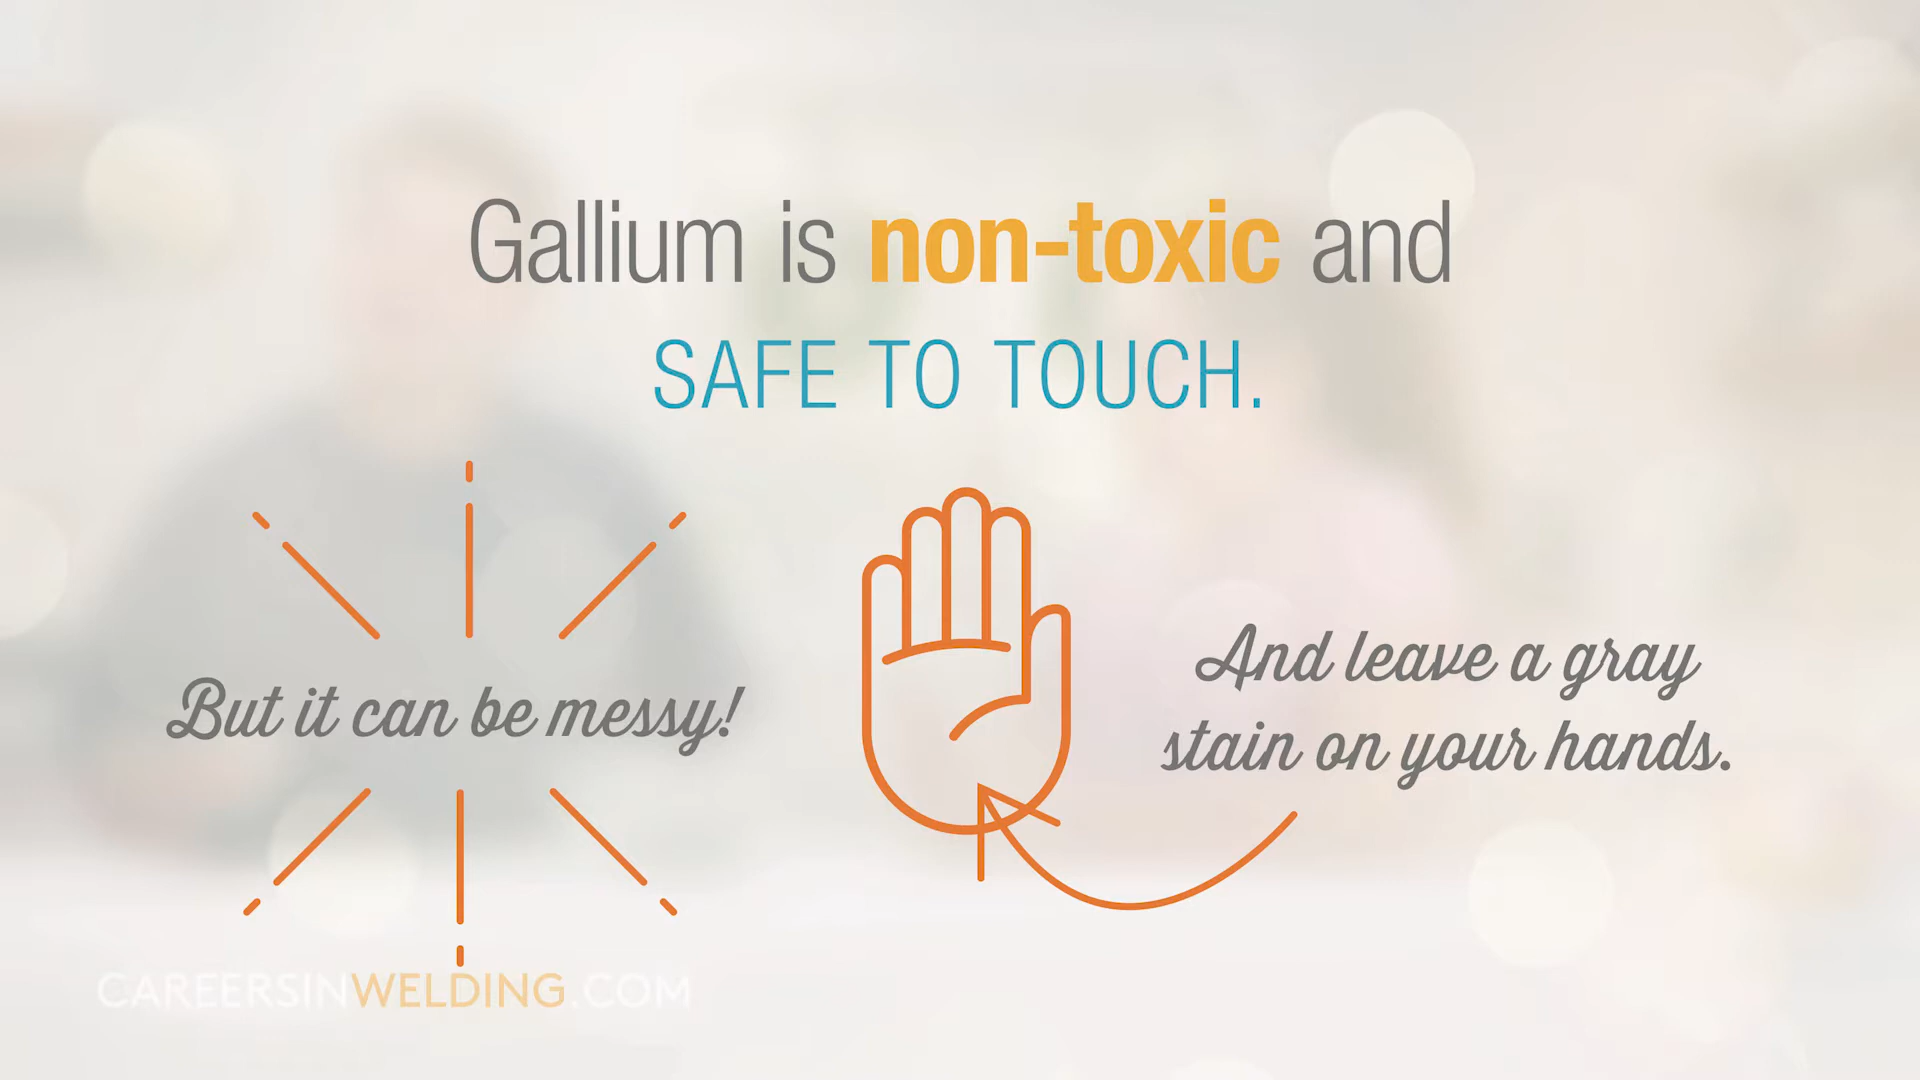 Gallium is non-toxic and
SAFE TO TOUCH.
But it can be messy!
And leave a gray
stain on your hands.
CAREERSINWELDING.COM